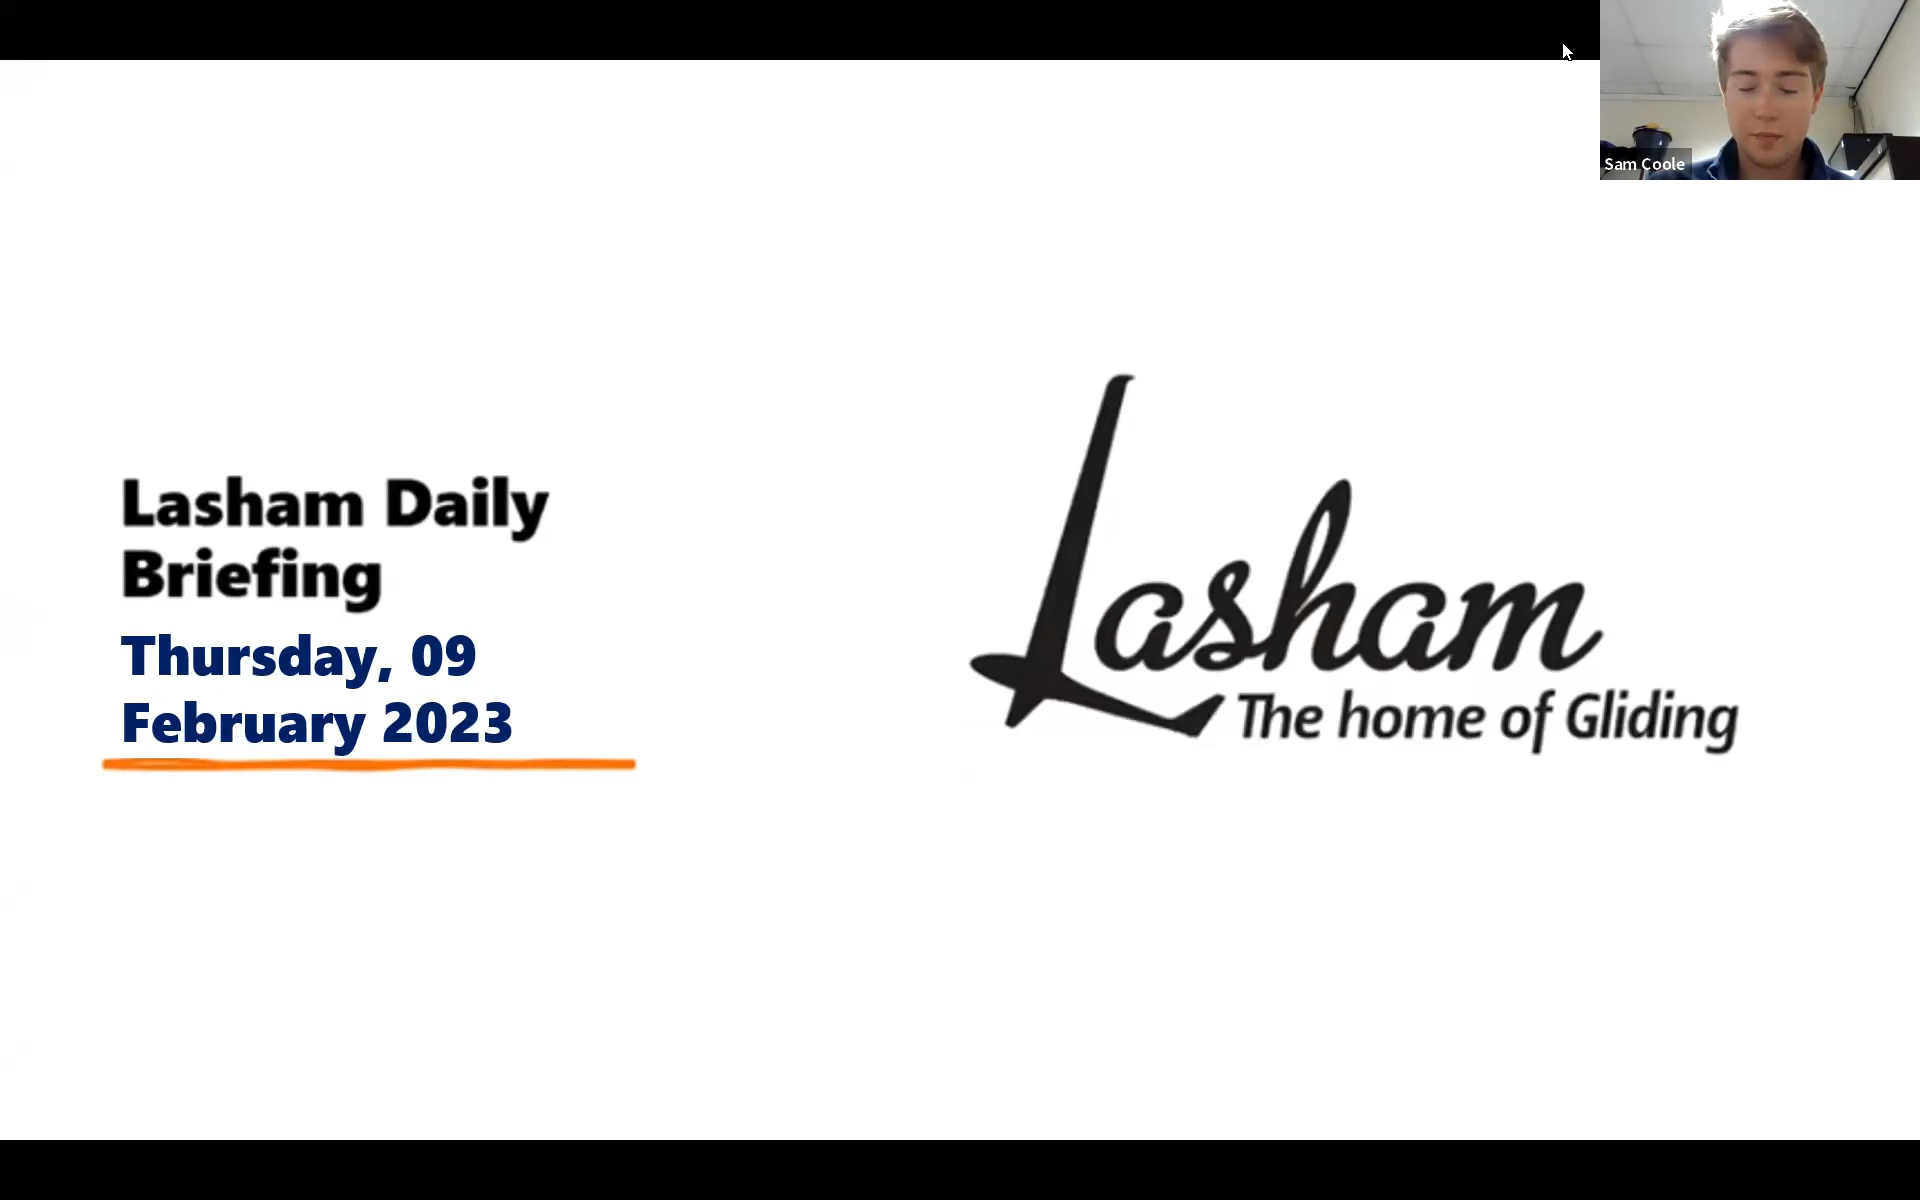 Sam Coole
Lasham Daily
Briefing
Thursday, 09
February 2023
Lasham
The home of Gliding